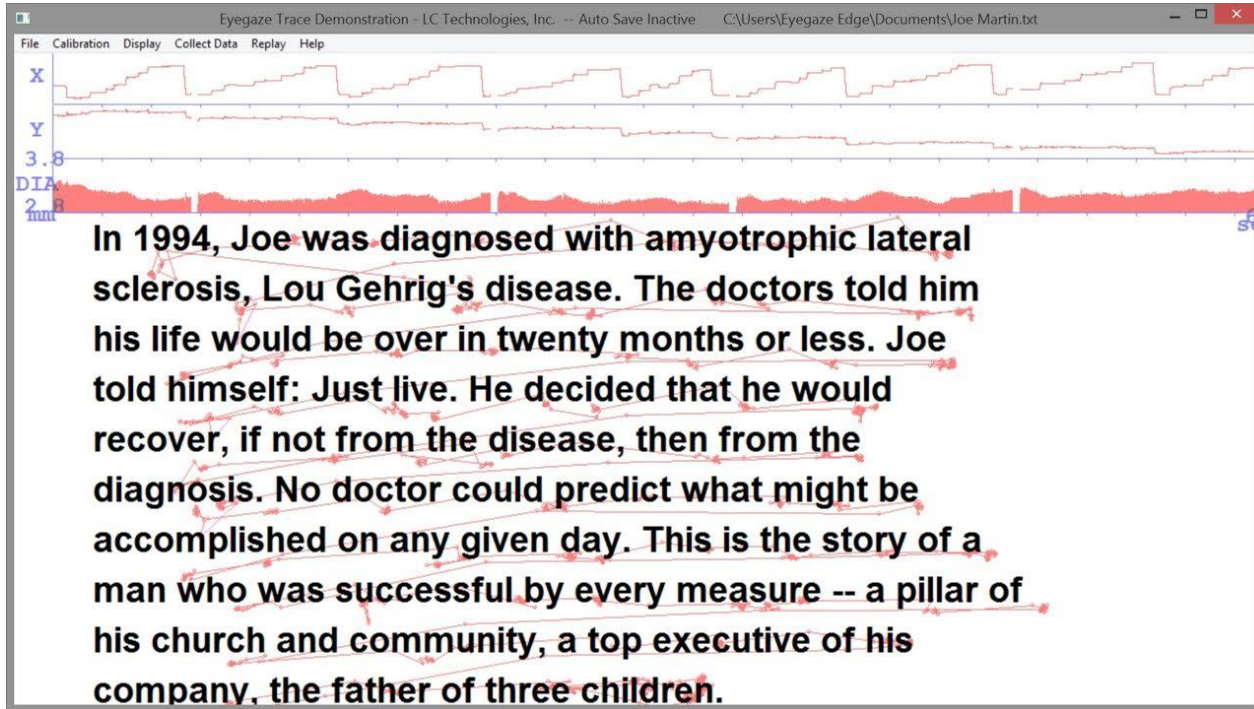 Eyegaze Trace Demonstration - LC Technologies, Inc. -- Auto Save Inactive C:\Users\Eyegaze Edge\Documents\Joe Martin.txt
File Calibration Display Collect Data Replay Help
X
Y
3.8
DIA
2.8
mm
In 1994, Joe was diagnosed with amyotrophic lateral
sclerosis, Lou Gehrig's disease. The doctors told him
his life would be over in twenty months or less. Joe
told himself: Just live. He decided that he would
recover, if not from the disease, then from the
diagnosis. No doctor could predict what might be
accomplished on any given day. This is the story of a
man who was successful by every measure -- a pillar of
his church and community, a top executive of his
company, the father of three children.